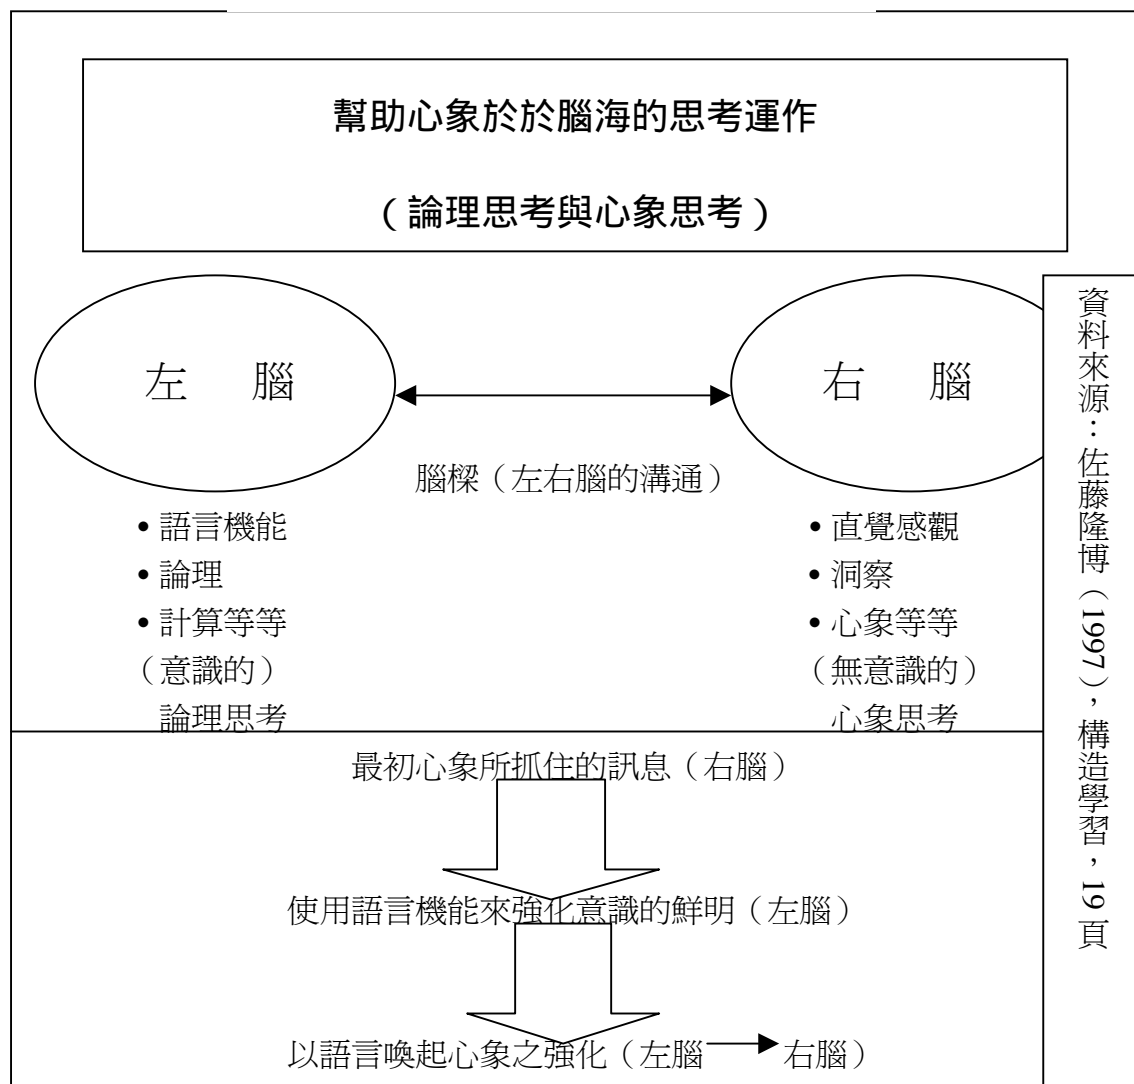 幫助心象於於腦海的思考運作
（論理思考與心象思考）
左 腦
右 腦
腦樑（左右腦的溝通）
•語言機能
•論理
•計算等等
（意識的）
論理思考
•直覺感觀
•洞察
•心象等等
（無意識的）
心象思考
資料來源：佐藤隆博（1997），構造學習，19頁
最初心象所抓住的訊息（右腦）
使用語言機能來強化意識的鮮明（左腦）
以語言喚起心象之強化（左腦 → 右腦）